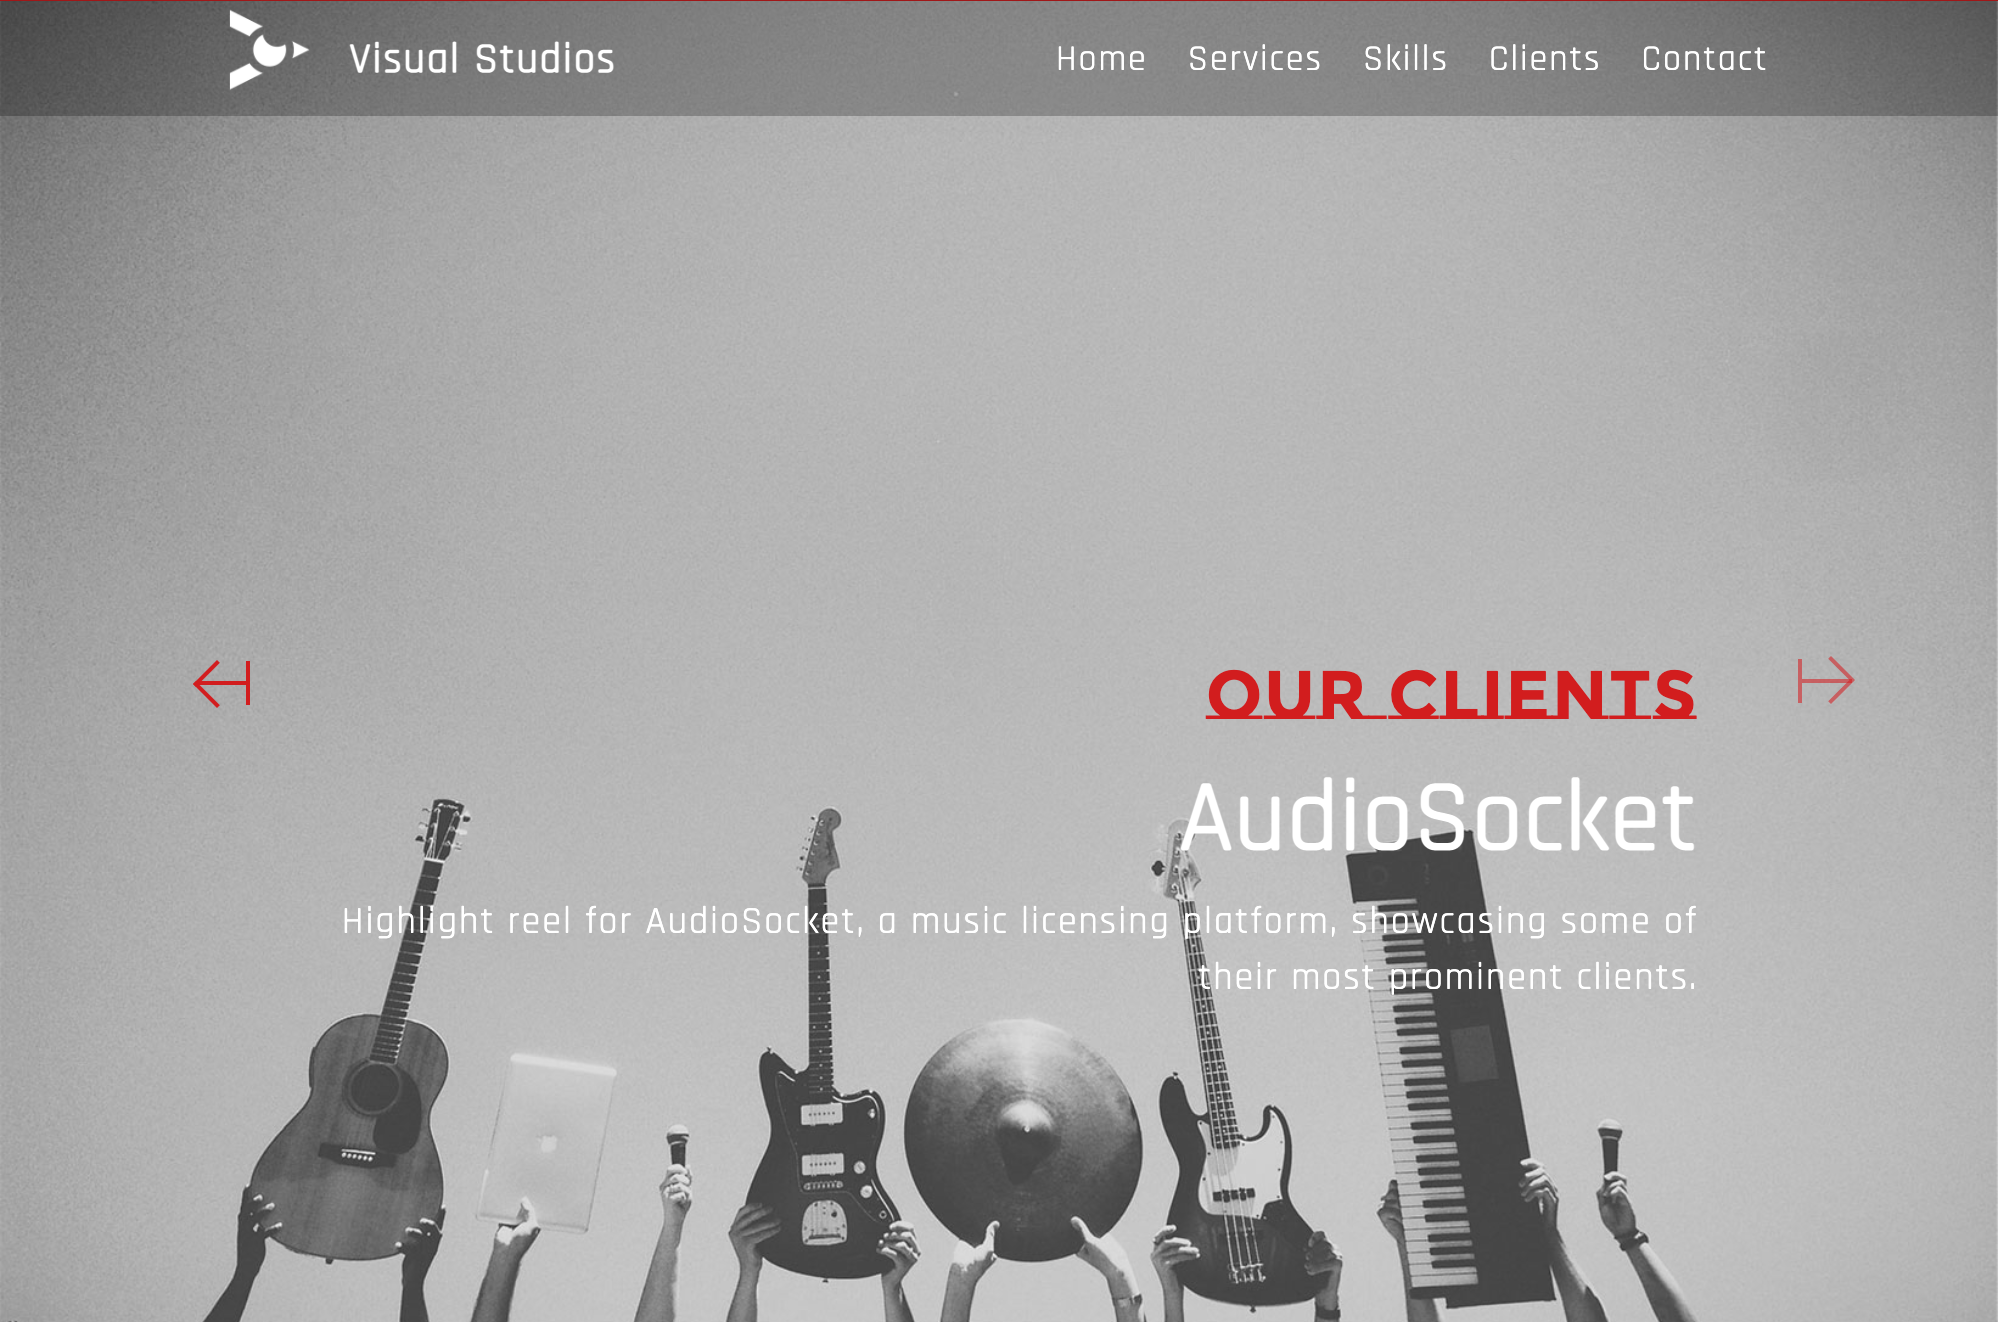 Visual Studios
Home Services Skills Clients Contact
OUR CLIENTS
AudioSocket
Highlight reel for AudioSocket, a music licensing platform, showcasing some of
their most prominent clients.